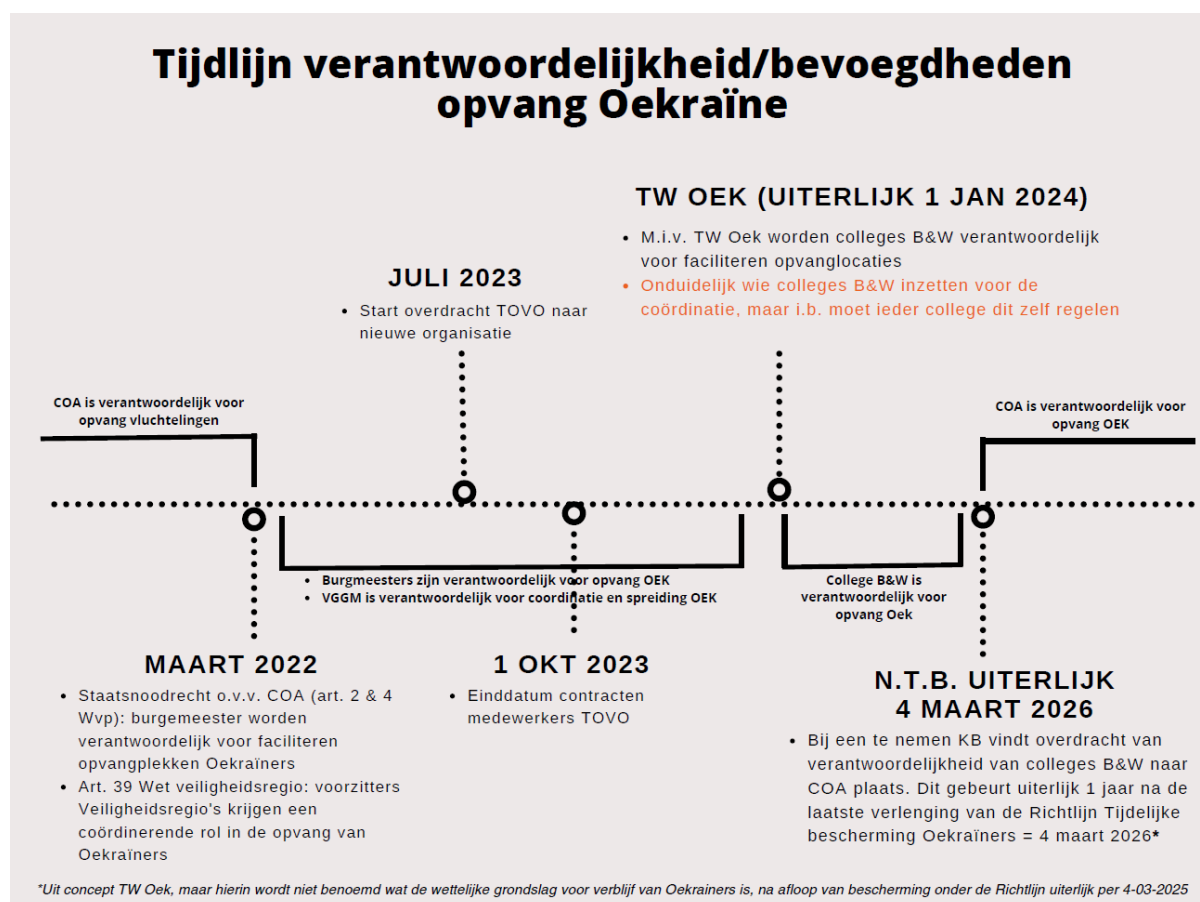 Tijdlijn verantwoordelijkheid/bevoegdheden
opvang Oekraïne
TW OEK (UITERLIJK 1 JAN 2024)
• M.i.v. TW Oek worden colleges B&W verantwoordelijk
voor faciliteren opvanglocaties
• Onduidelijk wie colleges B&W inzetten voor de
coördinatie, maar i.b. moet ieder college dit zelf regelen
JULI 2023
• Start overdracht TOVO naar
nieuwe organisatie
COA is verantwoordelijk voor
opvang vluchtelingen
COA is verantwoordelijk voor
opvang OEK
• Burgmeesters zijn verantwoordelijk voor opvang OEK
• VGGM is verantwoordelijk voor coordinatie en spreiding OEK
College B&W is
verantwoordelijk voor
opvang Oek
MAART 2022
• Staatsnoodrecht o.v.v. COA (art. 2 & 4
Wvp): burgemeester worden
verantwoordelijk voor faciliteren
opvangplekken Oekraïners
• Art. 39 Wet veiligheidsregio: voorzitters
Veiligheidsregio's krijgen een
coördinerende rol in de opvang van
Oekraïners
1 OKT 2023
• Einddatum contracten
medewerkers TOVO
N.T.B. UITERLIJK
4 MAART 2026
• Bij een te nemen KB vindt overdracht van
verantwoordelijkheid van colleges B&W naar
COA plaats. Dit gebeurt uiterlijk 1 jaar na de
laatste verlenging van de Richtlijn Tijdelijke
bescherming Oekraïners = 4 maart 2026*
*Uit concept TW Oek, maar hierin wordt niet benoemd wat de wettelijke grondslag voor verblijf van Oekrainers is, na afloop van bescherming onder de Richtlijn uiterlijk per 4-03-2025